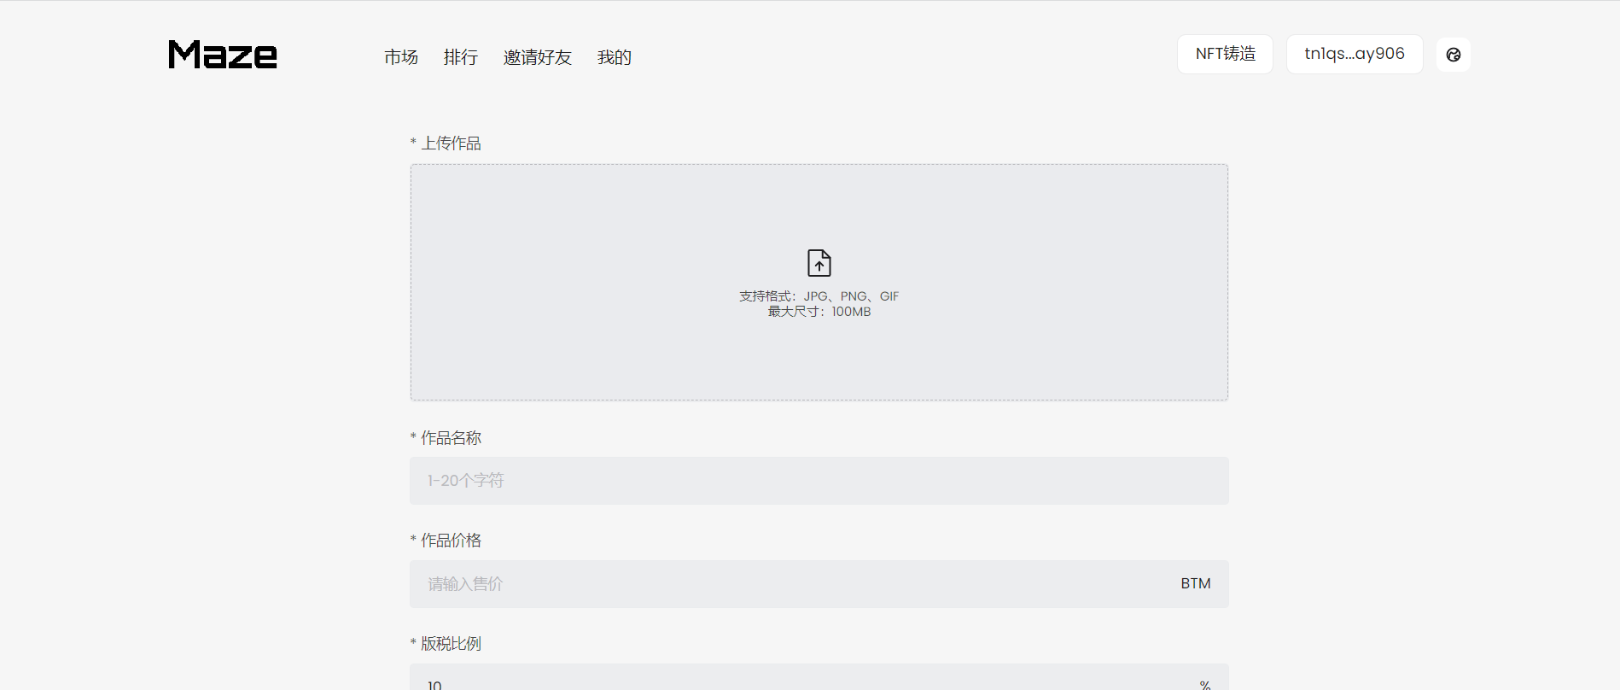 Maze
市场 排行 邀请好友 我的
NFT铸造 tn1qs...ay906
* 上传作品
支持格式：JPG、PNG、GIF
最大尺寸：100MB
* 作品名称
1-20个字符
* 作品价格
请输入售价 BTM
* 版税比例
10 %